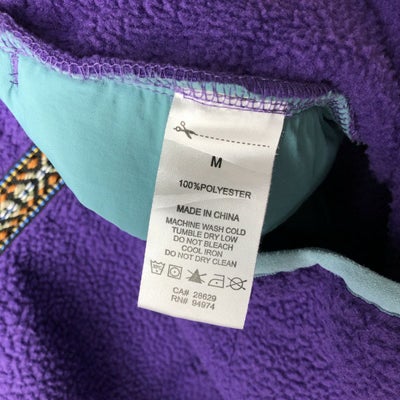 M
100%POLYESTER
MADE IN CHINA
MACHINE WASH COLD
TUMBLE DRY LOW
DO NOT BLEACH
COOL IRON
DO NOT DRY CLEAN
CA# 28629
RN# 94974